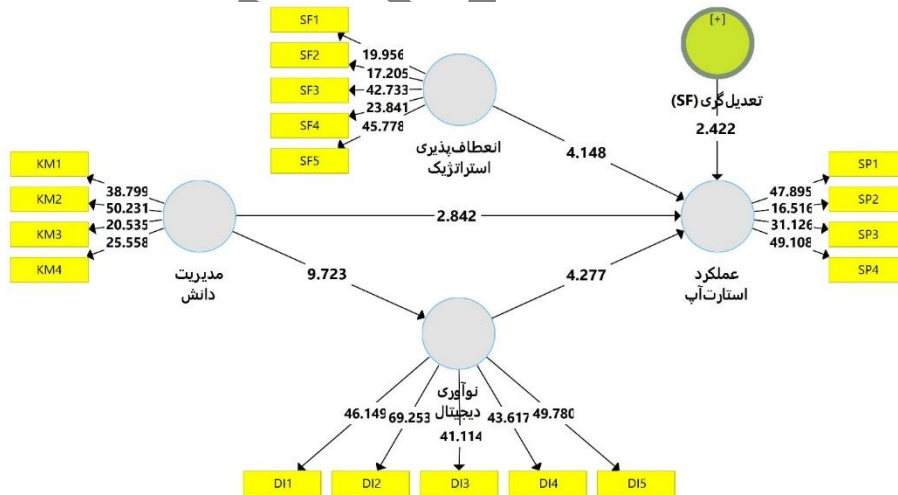 SF1
SF2
SF3
SF4
SF5
19.956
17.205
42.733
23.841
45.778
انعطاف‌پذیری
استراتژیک
[+]
تعدیل‌گری (SF)
2.422
4.148
KM1
KM2
KM3
KM4
38.799
50.231
20.535
25.558
مدیریت
دانش
2.842
9.723
4.277
SP1
SP2
SP3
SP4
47.895
16.516
31.126
49.108
عملکرد
استارت‌آپ
نوآوری
دیجیتال
46.149
69.253
41.114
43.617
49.780
DI1
DI2
DI3
DI4
DI5